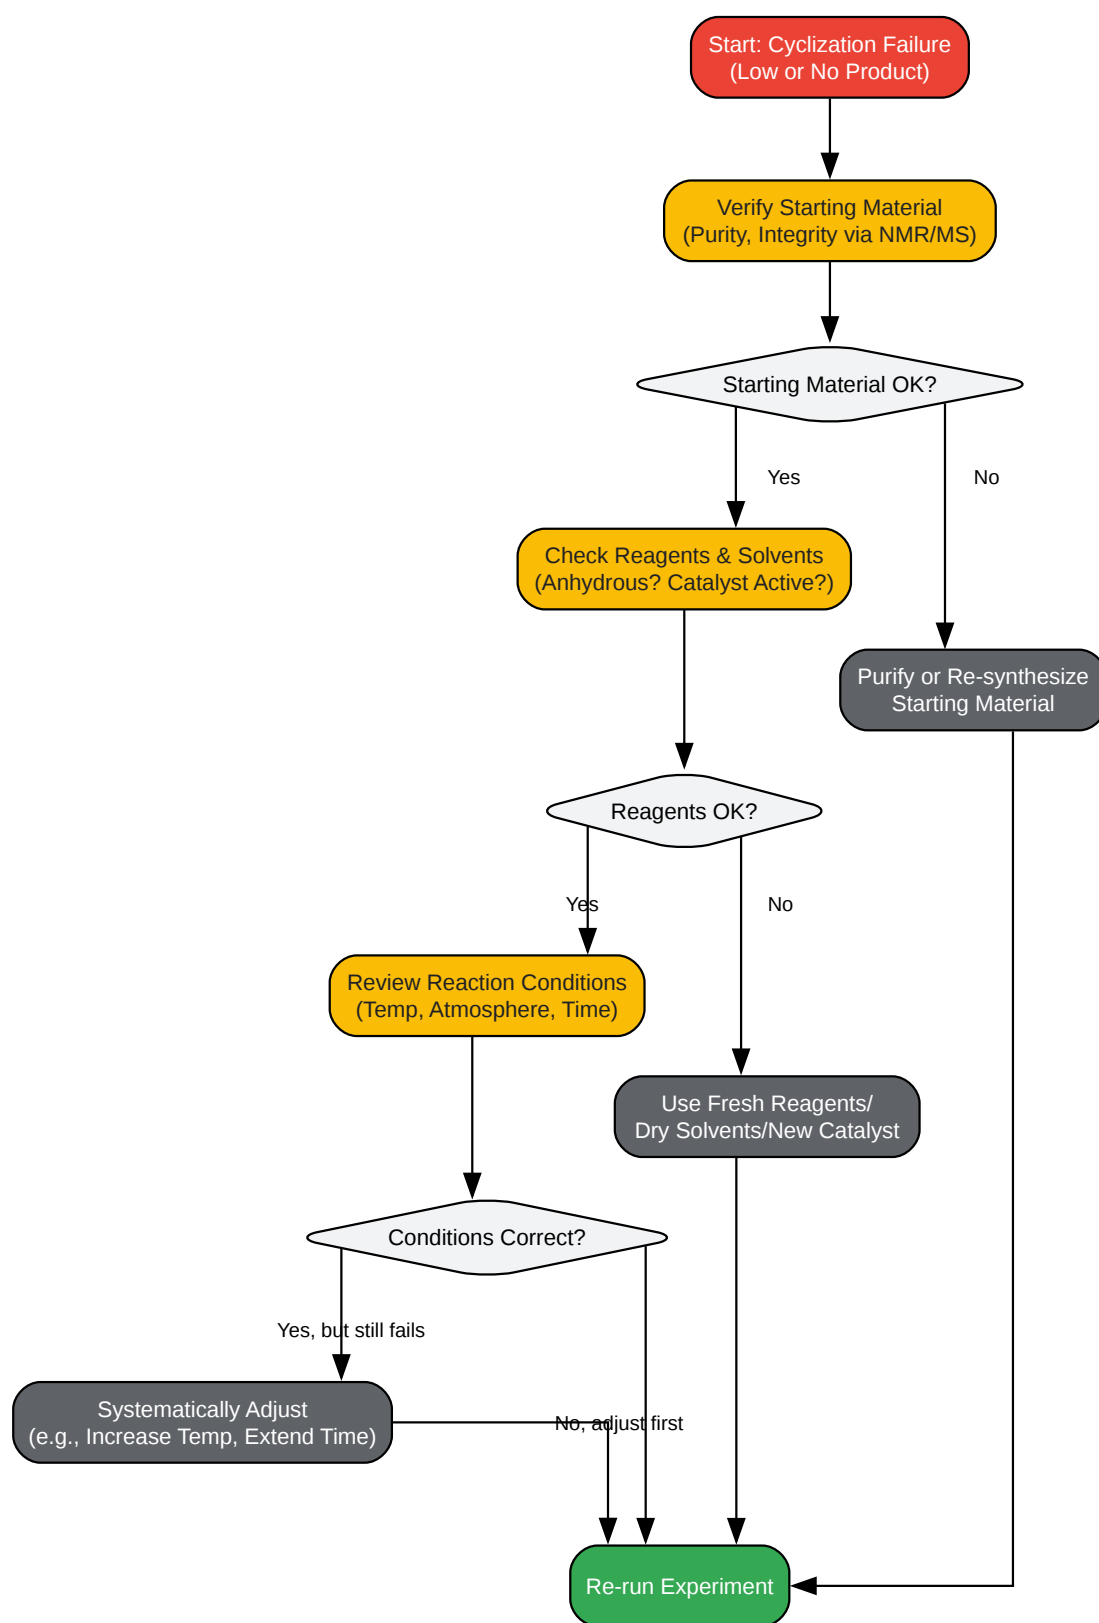 Start: Cyclization Failure
(Low or No Product)
Verify Starting Material
(Purity, Integrity via NMR/MS)
Starting Material OK?
Yes
No
Check Reagents & Solvents
(Anhydrous? Catalyst Active?)
Purify or Re-synthesize
Starting Material
Reagents OK?
Yes
No
Review Reaction Conditions
(Temp, Atmosphere, Time)
Use Fresh Reagents/
Dry Solvents/New Catalyst
Conditions Correct?
Yes, but still fails
Systematically Adjust
(e.g., Increase Temp, Extend Time)
No, adjust first
Re-run Experiment